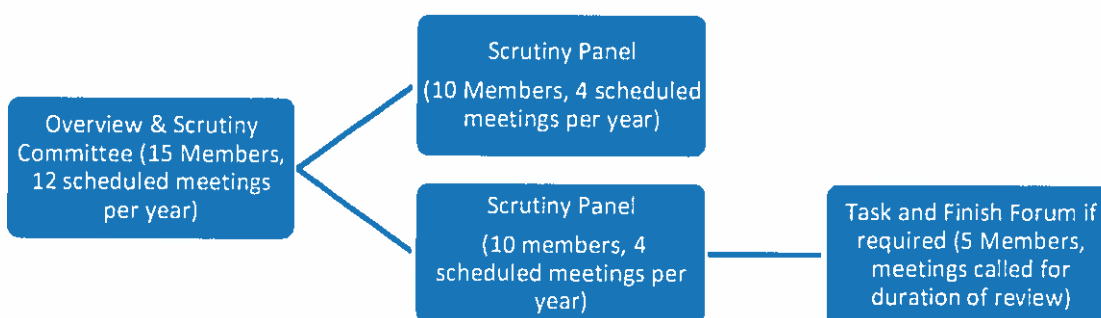 Overview & Scrutiny
Committee (15 Members,
12 scheduled meetings
per year)
Scrutiny Panel
(10 Members, 4 scheduled
meetings per year)
Scrutiny Panel
(10 members, 4
scheduled meetings per
year)
Task and Finish Forum if
required (5 Members,
meetings called for
duration of review)